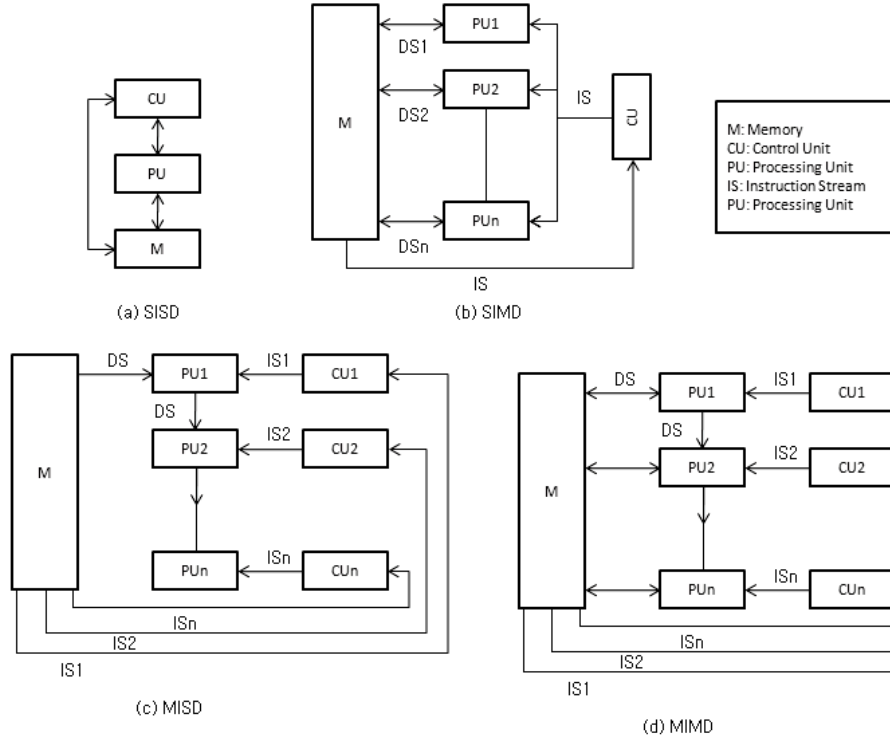 CU
PU
M
(a) SISD
M
DS1
DS2
DSn
PU1
PU2
PUn
IS
CU
IS
(b) SIMD
M: Memory
CU: Control Unit
PU: Processing Unit
IS: Instruction Stream
PU: Processing Unit
M
DS
PU1
IS1
CU1
DS
PU2
IS2
CU2
PUn
ISn
CUn
ISn
IS2
IS1
(c) MISD
M
DS
PU1
IS1
CU1
DS
PU2
IS2
CU2
PUn
ISn
CUn
ISn
IS2
IS1
(d) MIMD